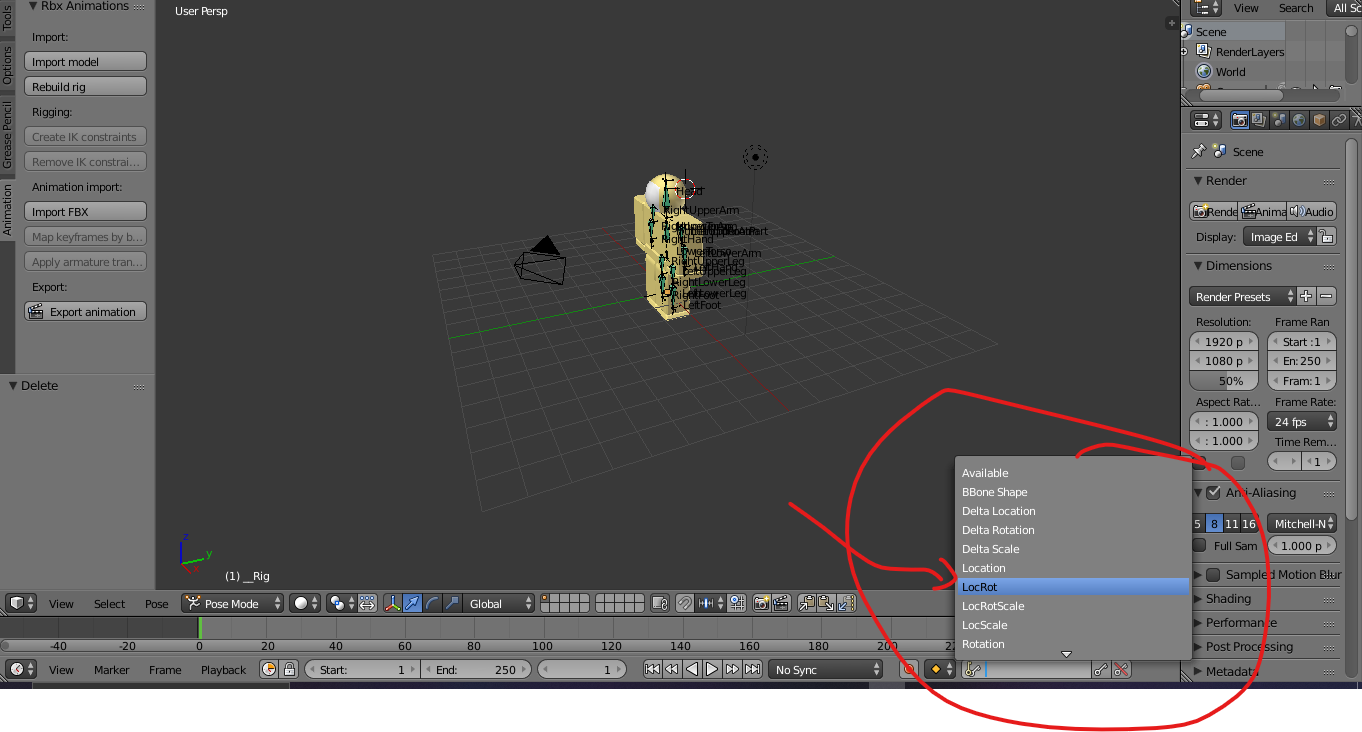 Tools
Options
Grease Pencil
Animation
Rbx Animations
Import:
Import model
Rebuild rig
Rigging:
Create IK constraints
Remove IK constrai...
Animation import:
Import FBX
Map keyframes by b...
Apply armature tran...
Export:
Export animation
Delete
User Persp
Head
RightUpperArm
RightHand
LowerArm
RightUpperLeg
LeftUpperLeg
RightLowerLeg
LeftLowerLeg
RightFoot
LeftFoot
z
y
(1) __Rig
View
Select
Pose
Pose Mode
Global
-40
-20
0
20
40
60
80
100
120
140
160
180
200
View
Marker
Frame
Playback
Start:
1
End:
250
1
No Sync
Available
BBone Shape
Delta Location
Delta Rotation
Delta Scale
Location
LocRot
LocRotScale
LocScale
Rotation
View
Search
All Sc
Scene
RenderLayers
World
Scene
Render
Rende
Anima
Audio
Display:
Image Ed
Dimensions
Render Presets
Resolution:
Frame Ran
1920 p
Start :1
1080 p
En: 250
50%
Fram: 1
Aspect Rat...
Frame Rate:
: 1.000
24 fps
: 1.000
Time Rem...
1
Anti-Aliasing
5
8
11
16
Mitchell-N
Full Sam
1.000 p
Sampled Motion Blur
Shading
Performance
Post Processing
Metadata